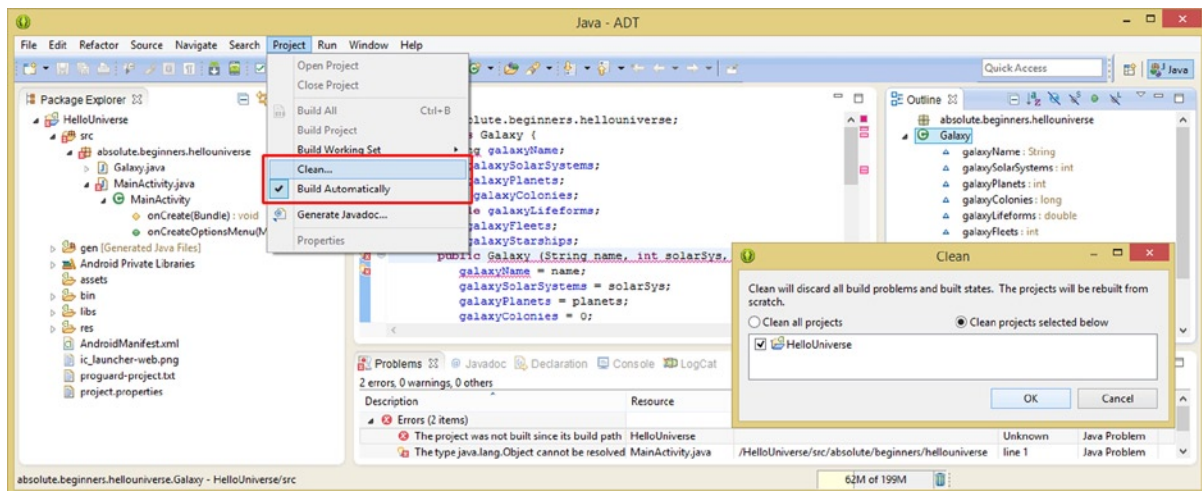 Java - ADT
File Edit Refactor Source Navigate Search Project Run Window Help
Quick Access
Java
Open Project
Close Project
Build All Ctrl+B
Build Project
Build Working Set
Clean...
Build Automatically
Generate Javadoc...
Properties
Package Explorer
HelloUniverse
src
absolute.beginners.hellouniverse
Galaxy.java
MainActivity.java
MainActivity
onCreate(Bundle) : void
onCreateOptionsMenu(M
gen [Generated Java Files]
Android Private Libraries
assets
bin
libs
res
AndroidManifest.xml
ic_launcher-web.png
proguard-project.txt
project.properties
lute.beginners.hellouniverse;
Galaxy {
galaxyName;
alaxySolarSystems;
alaxyPlanets;
alaxyColonies;
galaxyLifeforms;
alaxyFleets;
alaxyStarships;
public Galaxy (String name, int solarSys,
galaxyName = name;
galaxySolarSystems = solarSys;
galaxyPlanets = planets;
galaxyColonies = 0;
Outline
absolute.beginners.hellouniverse
Galaxy
galaxyName : String
galaxySolarSystems : int
galaxyPlanets : int
galaxyColonies : long
galaxyLifeforms : double
galaxyFleets : int
Clean
Clean will discard all build problems and built states. The projects will be rebuilt from
scratch.
Clean all projects Clean projects selected below
HelloUniverse
OK Cancel
Problems Javadoc Declaration Console LogCat
2 errors, 0 warnings, 0 others
Description Resource
Errors (2 items)
The project was not built since its build path HelloUniverse Unknown Java Problem
The type java.lang.Object cannot be resolved MainActivity.java /HelloUniverse/src/absolute/beginners/hellouniverse line 1 Java Problem
absolute.beginners.hellouniverse.Galaxy - HelloUniverse/src 62M of 199M